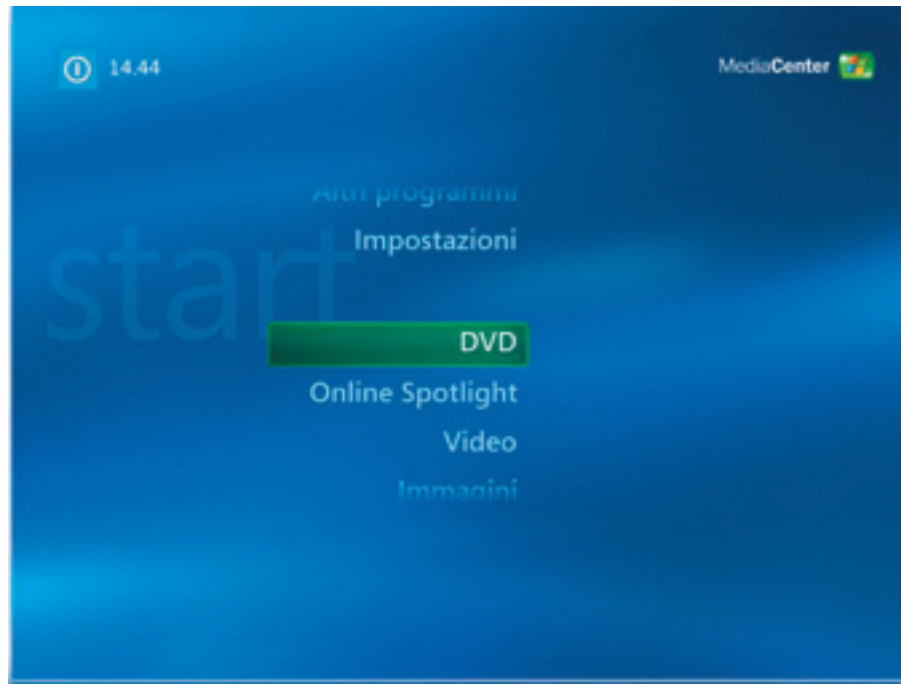 14.44
MediaCenter
Altri programmi
Impostazioni
start
DVD
Online Spotlight
Video
Immagini